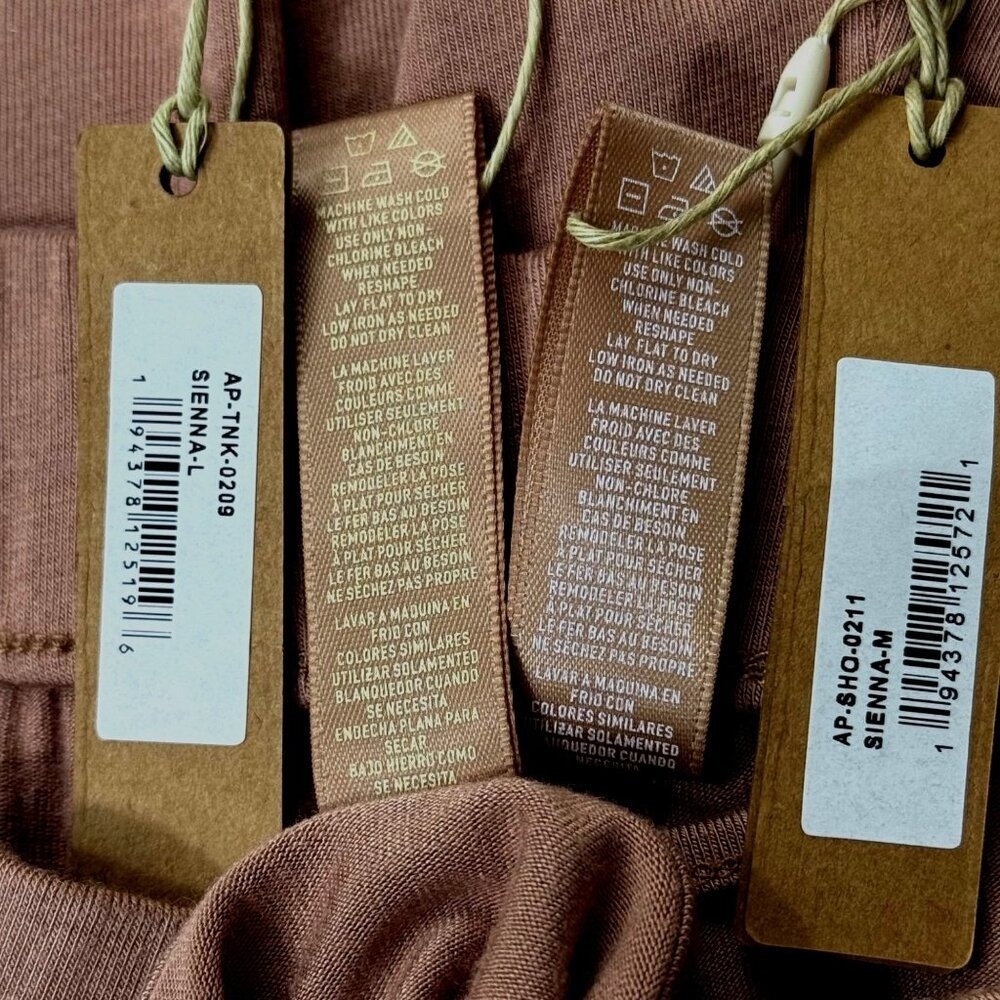 AP-TNK-0209
SIENNA-L
1 94378 12519 6
MACHINE WASH COLD
WITH LIKE COLORS
USE ONLY NON-
CHLORINE BLEACH
WHEN NEEDED
RESHAPE
LAY FLAT TO DRY
LOW IRON AS NEEDED
DO NOT DRY CLEAN
LA MACHINE LAVER
FROID AVEC DES
COULEURS COMME
UTILISER SEULEMENT
NON-CHLORE
BLANCHIMENT EN
CAS DE BESOIN
REMODELER LA POSE
À PLAT POUR SÉCHER
LE FER BAS AU BESOIN
REMODELER LA POSE
À PLAT POUR SÉCHER
LE FER BAS AU BESOIN
NE SÉCHEZ PAS PROPRE
LAVAR A MAQUINA EN
FRIO CON
COLORES SIMILARES
UTILIZAR SOLAMENTED
BLANQUEDOR CUANDO
SE NECESITA
ENDECHA PLANA PARA
SECAR
BAJO HIERRO COMO
SE NECESITA
WASH COLD
WITH LIKE COLORS
USE ONLY NON-
CHLORINE BLEACH
WHEN NEEDED
RESHAPE
LAY FLAT TO DRY
LOW IRON AS NEEDED
DO NOT DRY CLEAN
LA MACHINE LAVER
FROID AVEC DES
COULEURS COMME
UTILISER SEULEMENT
NON-CHLORE
BLANCHIMENT EN
CAS DE BESOIN
REMODELER LA POSE
À PLAT POUR SÉCHER
LE FER BAS AU BESOIN
REMODELER LA POSE
À PLAT POUR SÉCHER
LE FER BAS AU BESOIN
NE SÉCHEZ PAS PROPRE
LAVAR A MAQUINA EN
FRIO CON
COLORES SIMILARES
UTILIZAR SOLAMENTED
CUANDO
NECESITA
AP-SHO-0211
SIENNA-M
1 94378 12572 1